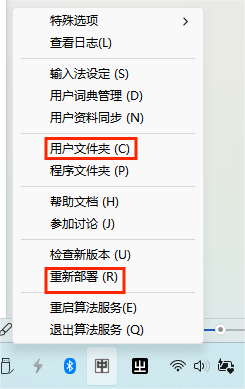 特殊选项
查看日志(L)
输入法设定 (S)
用户词典管理 (D)
用户资料同步 (N)
用户文件夹 (C)
程序文件夹 (P)
帮助文档 (H)
参加讨论 (J)
检查新版本 (U)
重新部署 (R)
重启算法服务(E)
退出算法服务 (Q)